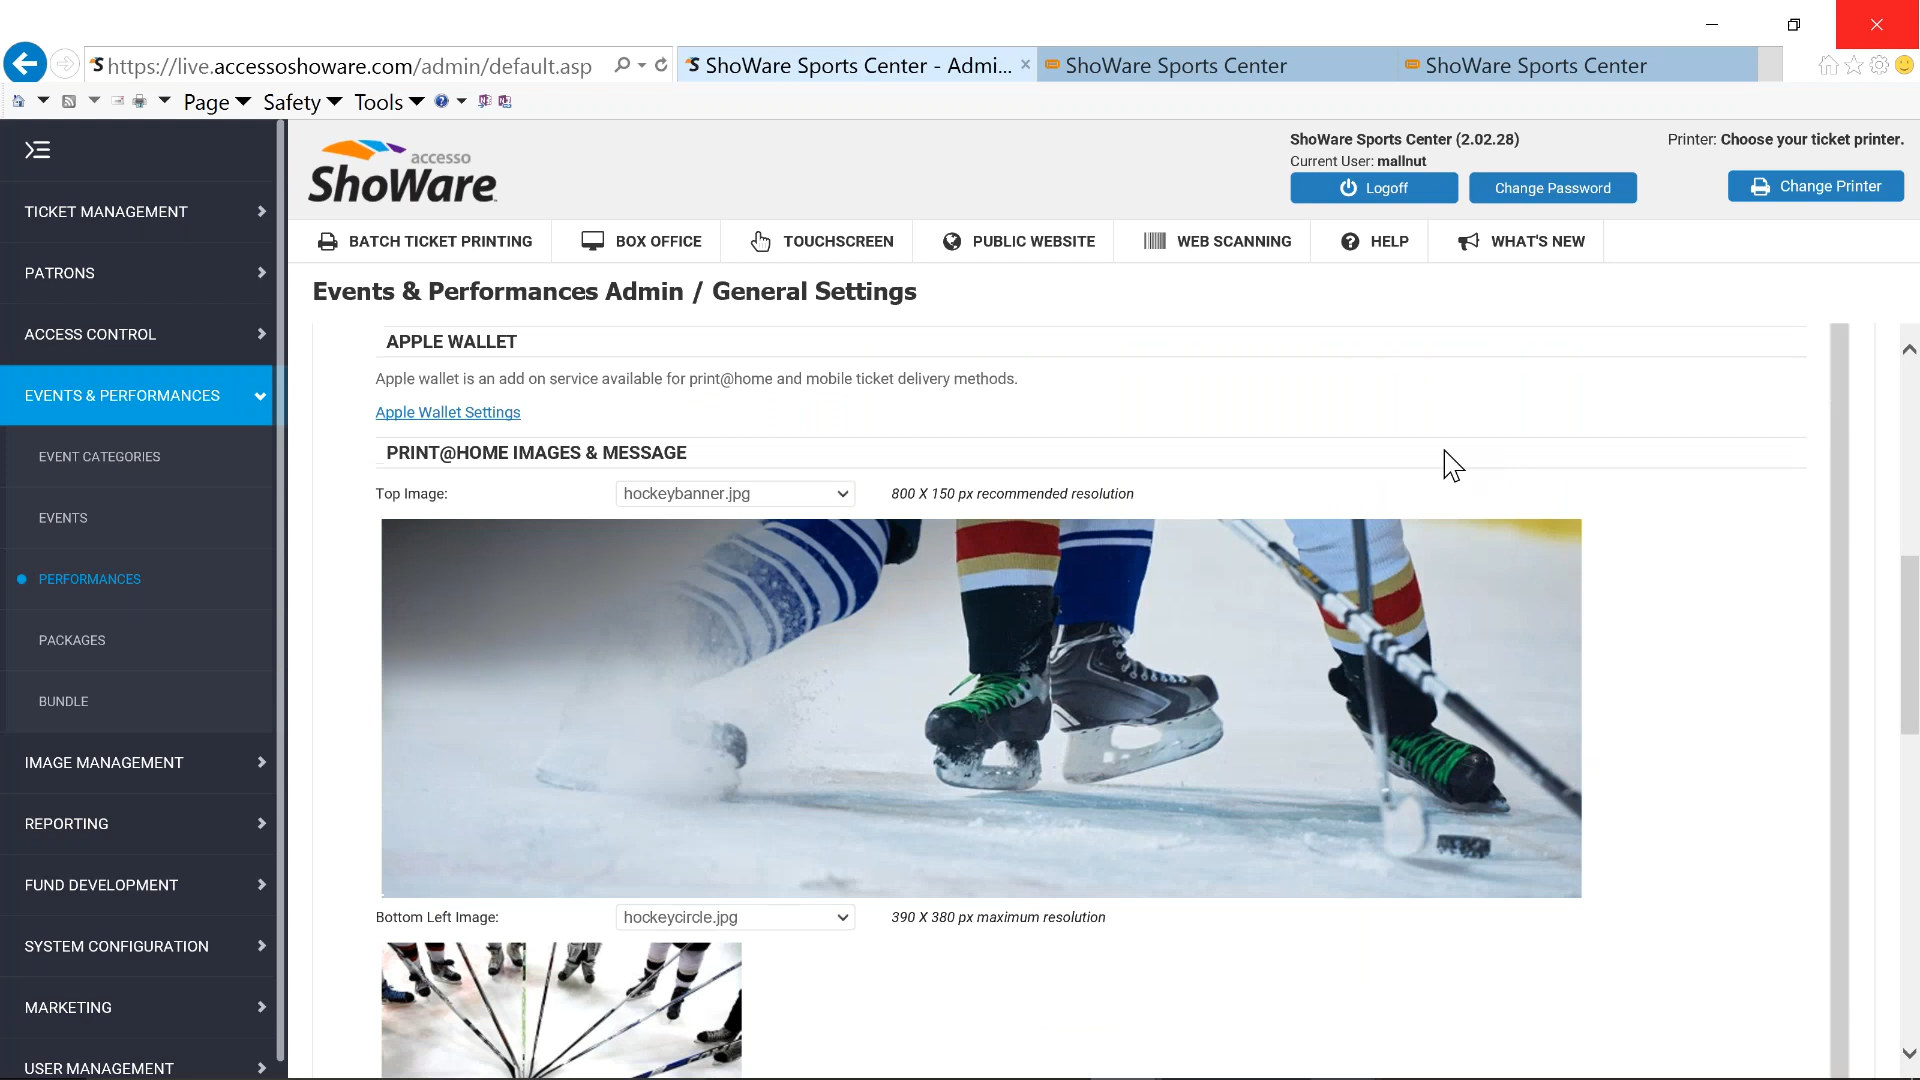 https://live.accessoshoware.com/admin/default.asp
ShoWare Sports Center - Admi...
ShoWare Sports Center
ShoWare Sports Center
Page
Safety
Tools
accesso
ShoWare
ShoWare Sports Center (2.02.28)
Current User: mallnut
Logoff
Change Password
Printer: Choose your ticket printer.
Change Printer
BATCH TICKET PRINTING
BOX OFFICE
TOUCHSCREEN
PUBLIC WEBSITE
WEB SCANNING
HELP
WHAT'S NEW
TICKET MANAGEMENT
PATRONS
ACCESS CONTROL
EVENTS & PERFORMANCES
EVENT CATEGORIES
EVENTS
PERFORMANCES
PACKAGES
BUNDLE
IMAGE MANAGEMENT
REPORTING
FUND DEVELOPMENT
SYSTEM CONFIGURATION
MARKETING
USER MANAGEMENT
Events & Performances Admin / General Settings
APPLE WALLET
Apple wallet is an add on service available for print@home and mobile ticket delivery methods.
Apple Wallet Settings
PRINT@HOME IMAGES & MESSAGE
Top Image:
hockeybanner.jpg
800 X 150 px recommended resolution
Bottom Left Image:
hockeycircle.jpg
390 X 380 px maximum resolution